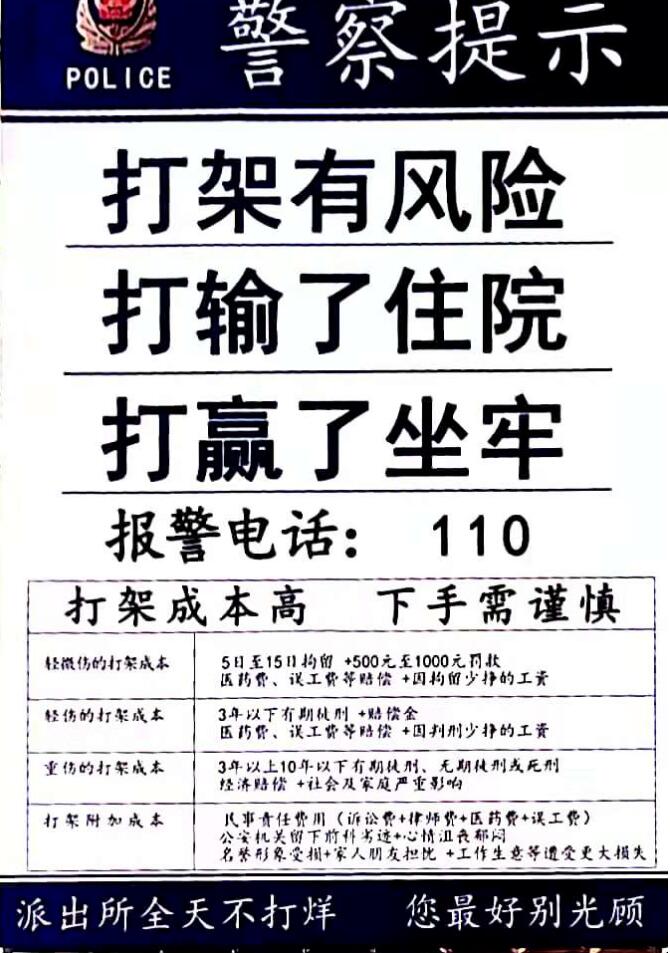 POLICE
警察提示
打架有风险
打输了住院
打赢了坐牢
报警电话： 110
打架成本高 下手需谨慎
轻微伤的打架成本
5日至15日拘留 +500元至1000元罚款
医药费、误工费等赔偿 +因拘留少挣的工资
轻伤的打架成本
3年以下有期徒刑 +赔偿金
医药费、误工费等赔偿 +因判刑少挣的工资
重伤的打架成本
3年以上10年以下有期徒刑、无期徒刑或死刑
经济赔偿 +社会及家庭严重影响
打架附加成本
民事责任费用（诉讼费+律师费+医药费+误工费）
公安机关留下前科劣迹+心情沮丧郁闷
名誉形象受损+家人朋友担忧 +工作生意等遭受更大损失
派出所全天不打烊 您最好别光顾